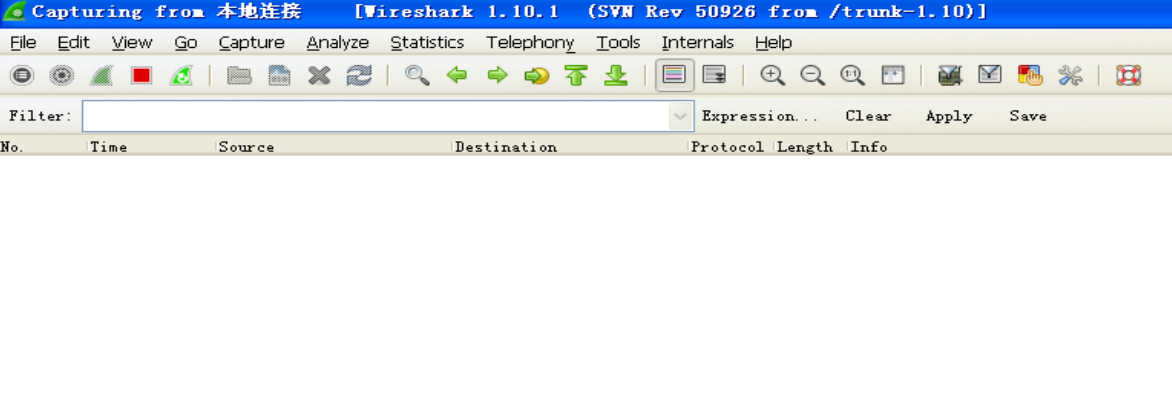 Capturing from 本地连接 [Wireshark 1.10.1 (SVN Rev 50926 from /trunk-1.10)]
File Edit View Go Capture Analyze Statistics Telephony Tools Internals Help
Filter: Expression... Clear Apply Save
No. Time Source Destination Protocol Length Info